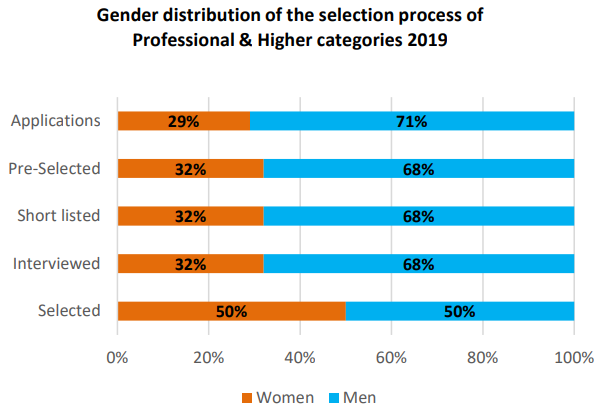 Gender distribution of the selection process of
Professional & Higher categories 2019
Applications 29% 71%
Pre-Selected 32% 68%
Short listed 32% 68%
Interviewed 32% 68%
Selected 50% 50%
0% 20% 40% 60% 80% 100%
Women Men